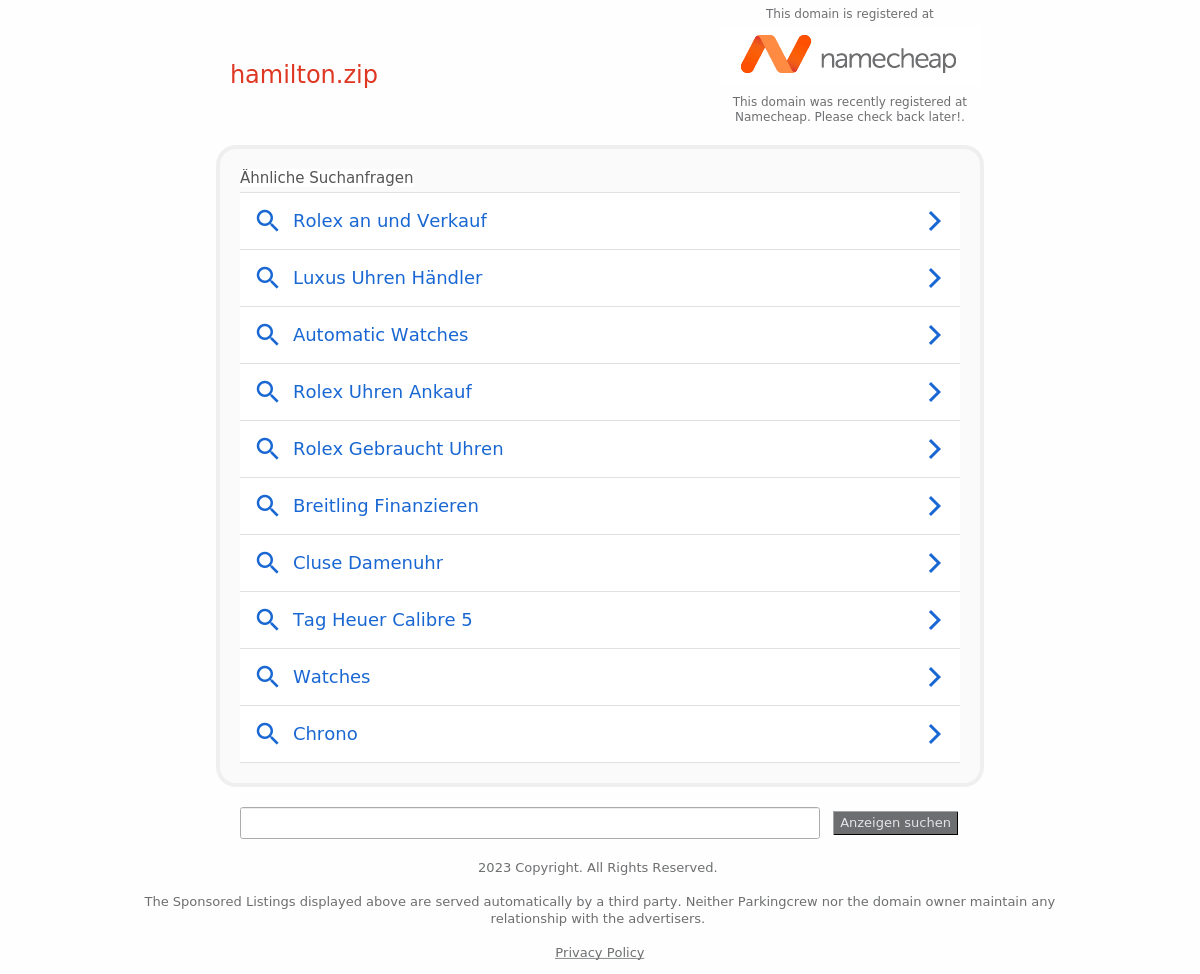 This domain is registered at
namecheap
hamilton.zip
This domain was recently registered at
Namecheap. Please check back later!.
Ähnliche Suchanfragen
Rolex an und Verkauf
Luxus Uhren Händler
Automatic Watches
Rolex Uhren Ankauf
Rolex Gebraucht Uhren
Breitling Finanzieren
Cluse Damenuhr
Tag Heuer Calibre 5
Watches
Chrono
Anzeigen suchen
2023 Copyright. All Rights Reserved.
The Sponsored Listings displayed above are served automatically by a third party. Neither Parkingcrew nor the domain owner maintain any
relationship with the advertisers.
Privacy Policy